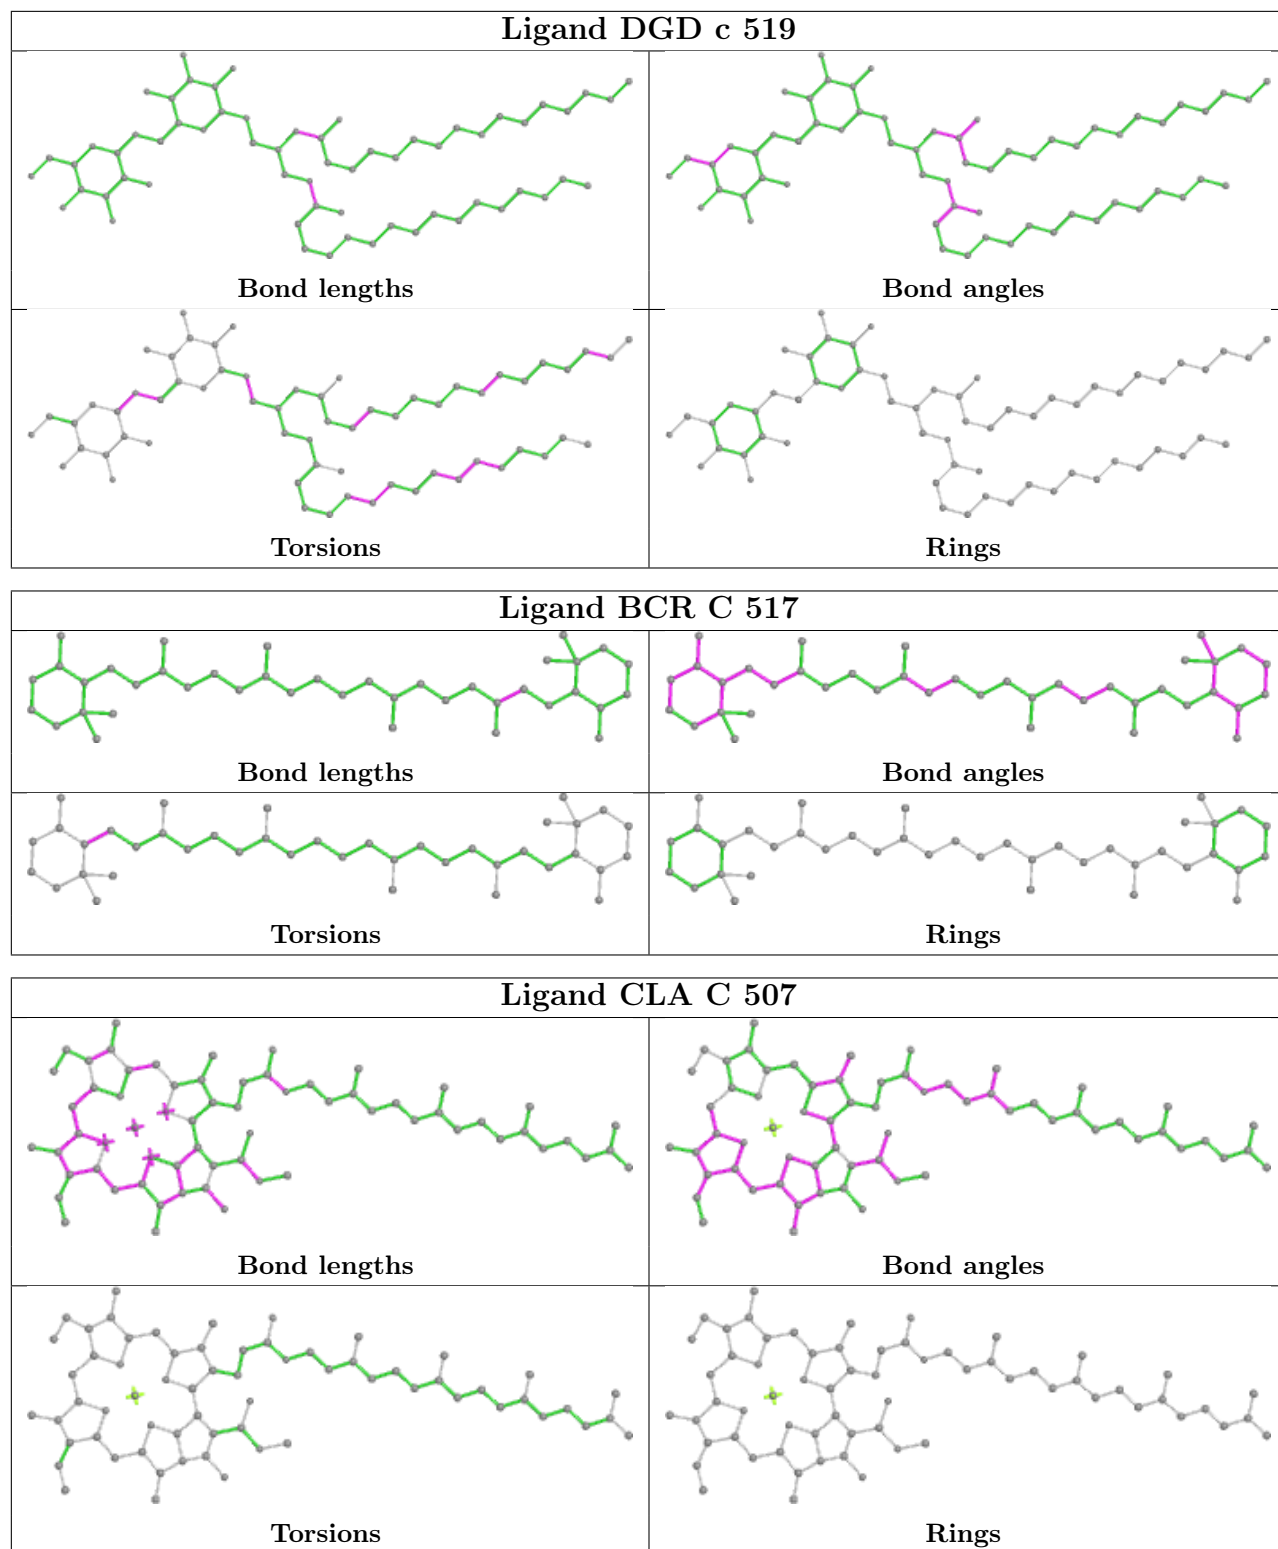 Ligand DGD c 519
Bond lengths
Bond angles
Torsions
Rings
Ligand BCR C 517
Bond lengths
Bond angles
Torsions
Rings
Ligand CLA C 507
Bond lengths
Bond angles
Torsions
Rings